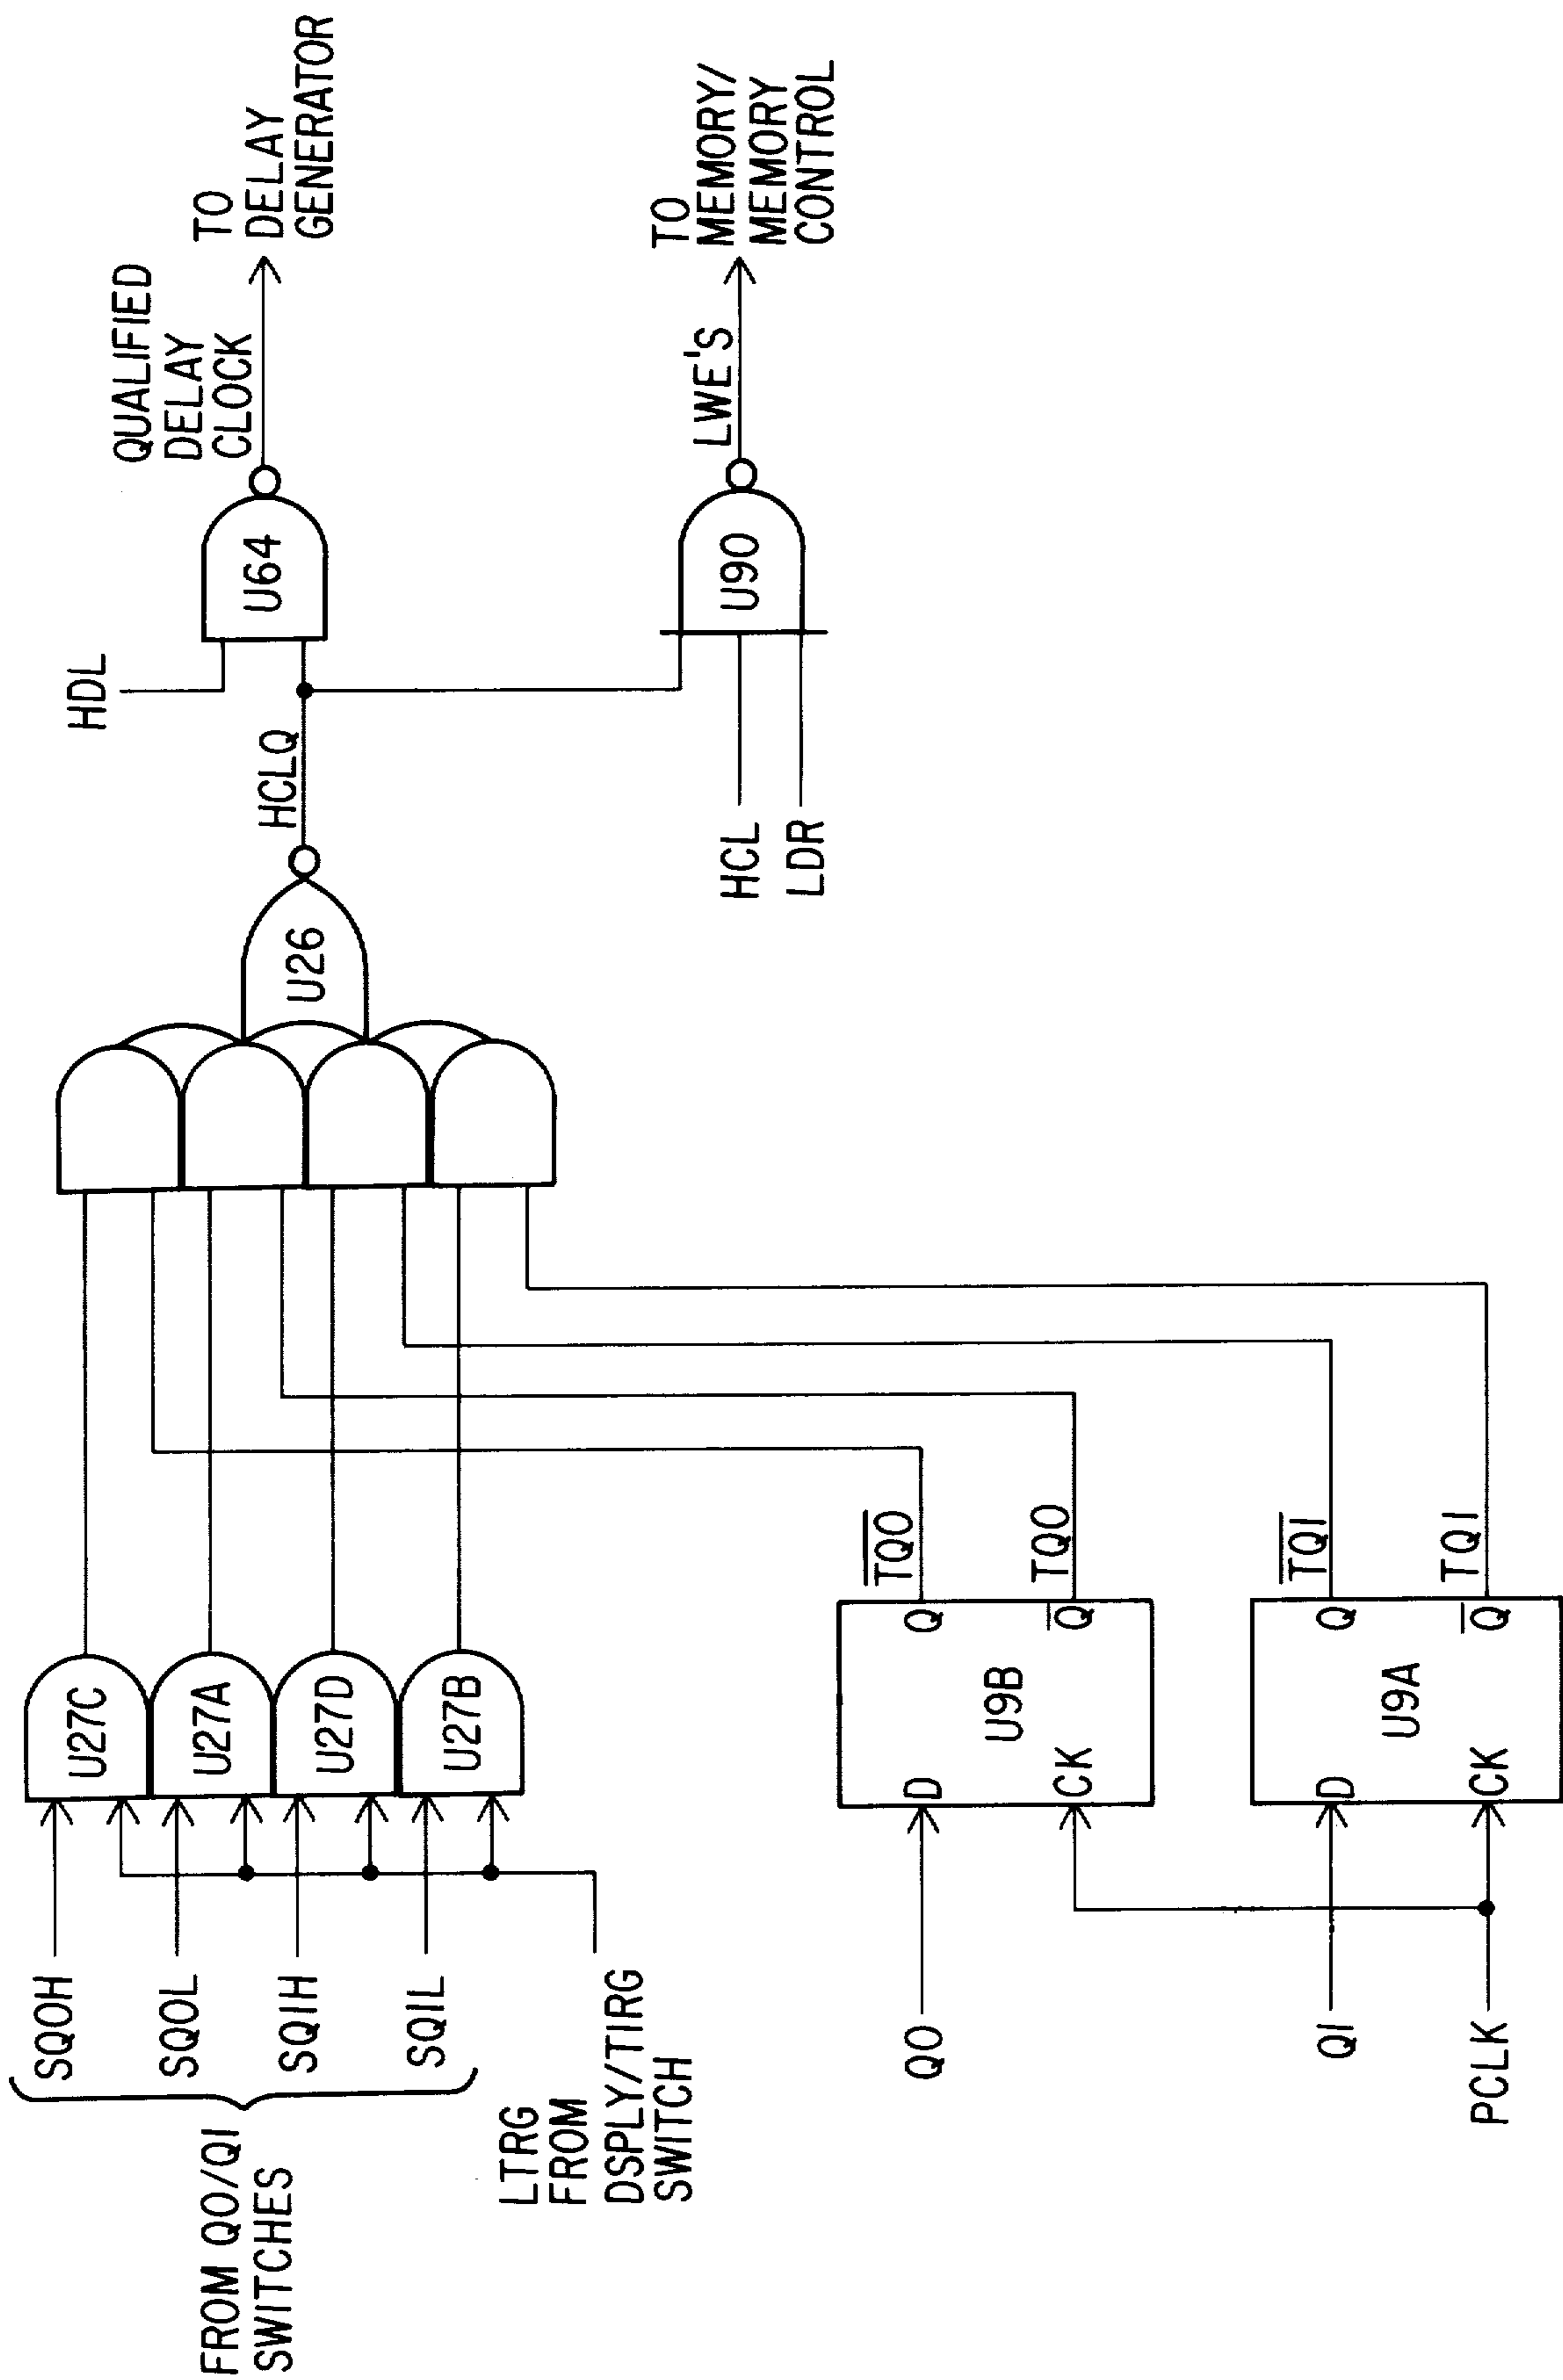 FROM QO/QI
SWITCHES
SQOH
SQOL
SQIH
SQIL
LTRG
FROM
DSPLY/TIRG
SWITCH
U27C
U27A
U27D
U27B
U26
HCLQ
HDL
U64
QUALIFIED
DELAY
CLOCK
TO
DELAY
GENERATOR
HCL
LDR
U90
LWE'S
TO
MEMORY/
MEMORY
CONTROL
QO
D
CK
U9B
Q
Q̅
T̅Q̅O̅
TQO
QI
PCLK
D
CK
U9A
Q
Q̅
T̅Q̅I̅
TQI